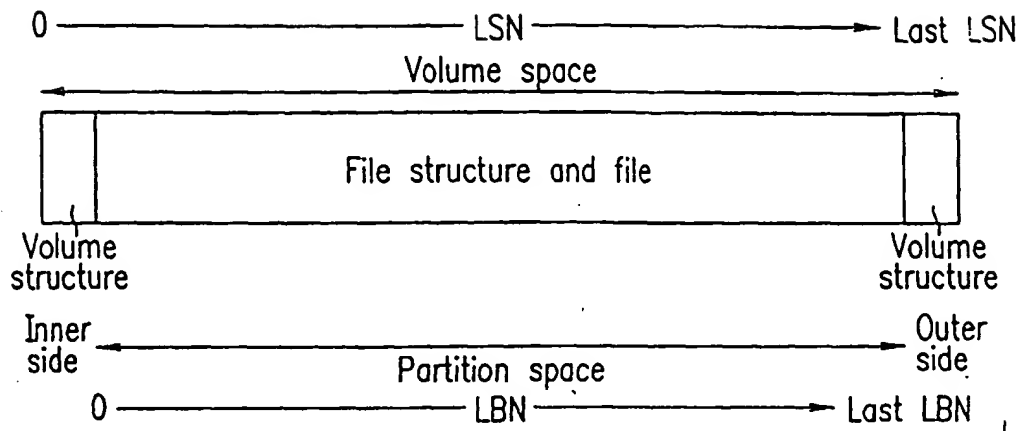 0 LSN Last LSN
Volume space
File structure and file
Volume structure
Volume structure
Inner side
Outer side
Partition space
0 LBN Last LBN